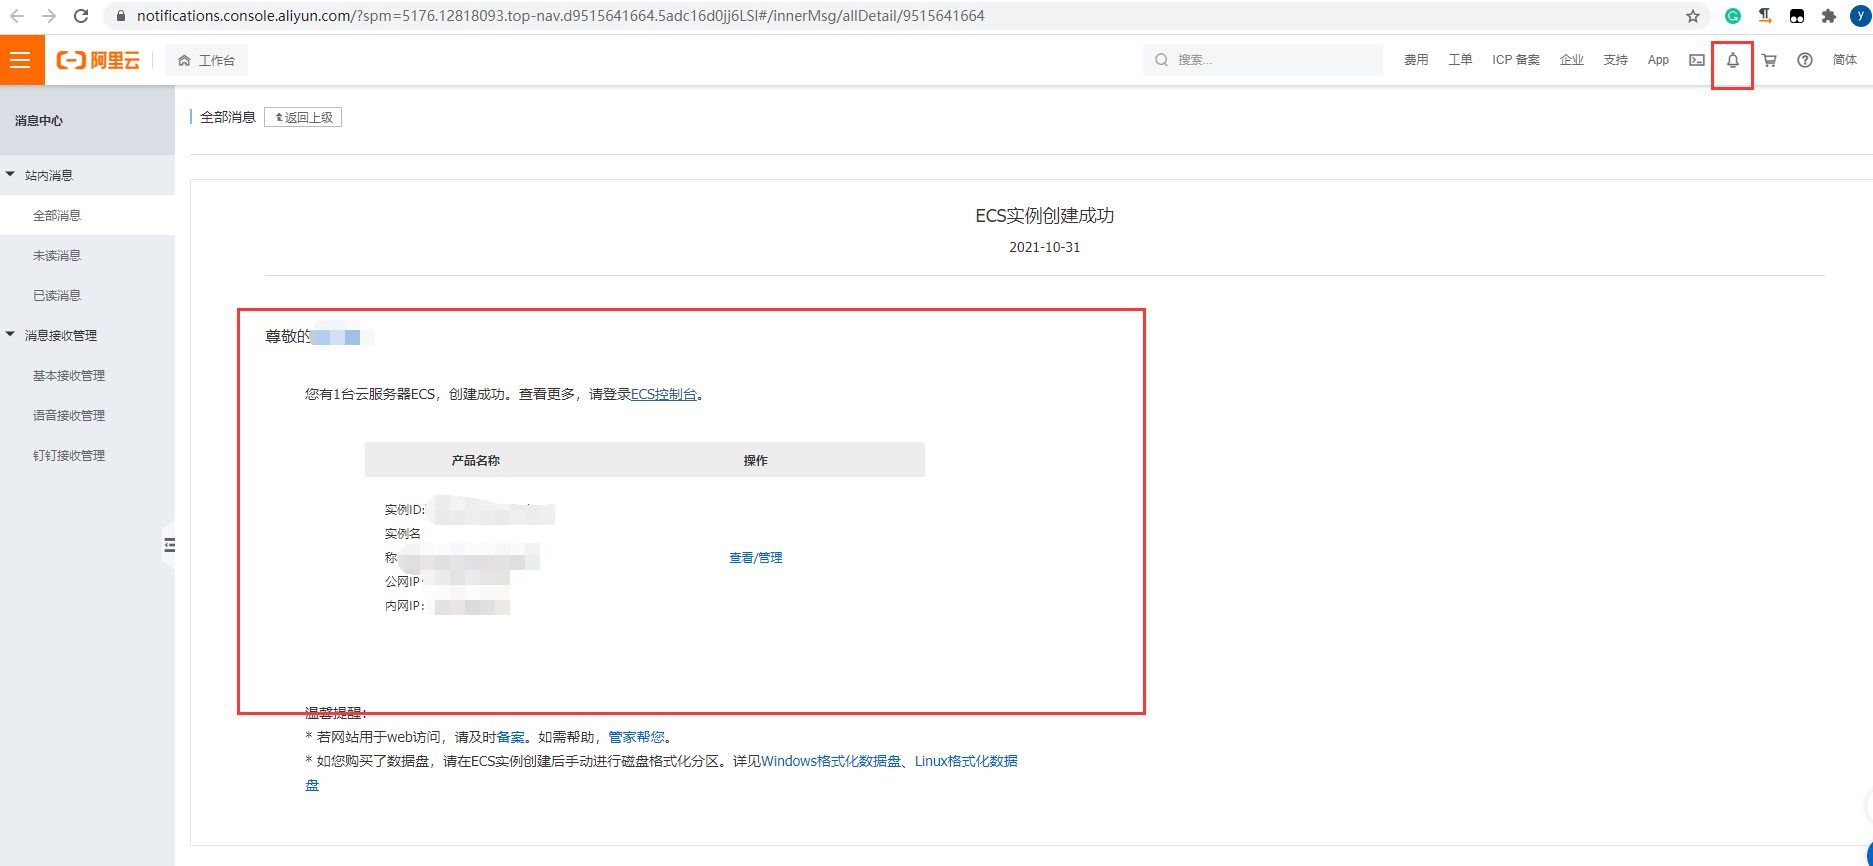 notifications.console.aliyun.com/?spm=5176.12818093.top-nav.d9515641664.5adc16d0jj6LSI#/innerMsg/allDetail/9515641664
y
阿里云
工作台
搜索...
费用
工单
ICP 备案
企业
支持
App
简体
消息中心
站内消息
全部消息
未读消息
已读消息
消息接收管理
基本接收管理
语音接收管理
钉钉接收管理
全部消息
返回上级
ECS实例创建成功
2021-10-31
尊敬的
您有1台云服务器ECS，创建成功。查看更多，请登录ECS控制台。
产品名称 操作
实例ID:
实例名
称
查看/管理
公网IP:
内网IP:
温馨提醒：
* 若网站用于web访问，请及时备案。如需帮助，管家帮您。
* 如您购买了数据盘，请在ECS实例创建后手动进行磁盘格式化分区。详见Windows格式化数据盘、Linux格式化数据
盘